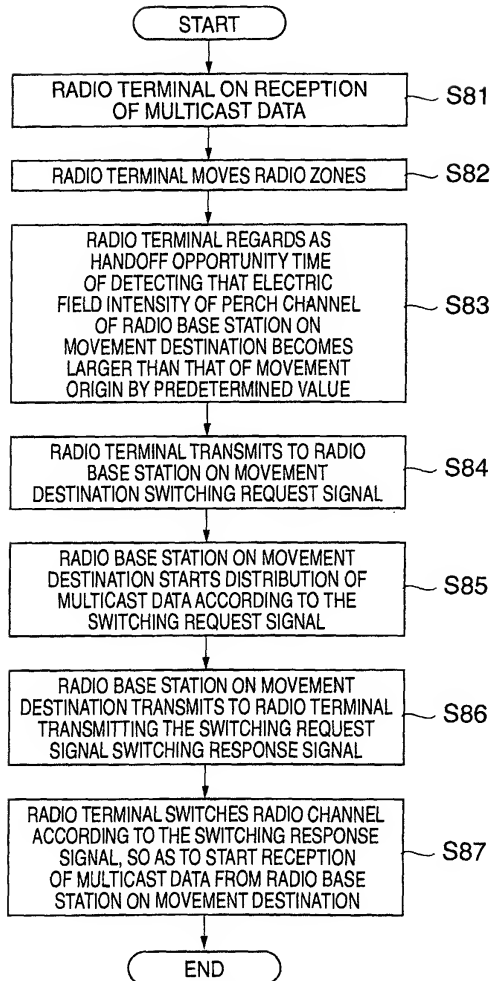 START
RADIO TERMINAL ON RECEPTION
OF MULTICAST DATA
S81
RADIO TERMINAL MOVES RADIO ZONES
S82
RADIO TERMINAL REGARDS AS
HANDOFF OPPORTUNITY TIME
OF DETECTING THAT ELECTRIC
FIELD INTENSITY OF PERCH CHANNEL
OF RADIO BASE STATION ON
MOVEMENT DESTINATION BECOMES
LARGER THAN THAT OF MOVEMENT
ORIGIN BY PREDETERMINED VALUE
S83
RADIO TERMINAL TRANSMITS TO RADIO
BASE STATION ON MOVEMENT
DESTINATION SWITCHING REQUEST SIGNAL
S84
RADIO BASE STATION ON MOVEMENT
DESTINATION STARTS DISTRIBUTION OF
MULTICAST DATA ACCORDING TO THE
SWITCHING REQUEST SIGNAL
S85
RADIO BASE STATION ON MOVEMENT
DESTINATION TRANSMITS TO RADIO TERMINAL
TRANSMITTING THE SWITCHING REQUEST
SIGNAL SWITCHING RESPONSE SIGNAL
S86
RADIO TERMINAL SWITCHES RADIO CHANNEL
ACCORDING TO THE SWITCHING RESPONSE
SIGNAL, SO AS TO START RECEPTION
OF MULTICAST DATA FROM RADIO BASE
STATION ON MOVEMENT DESTINATION
S87
END